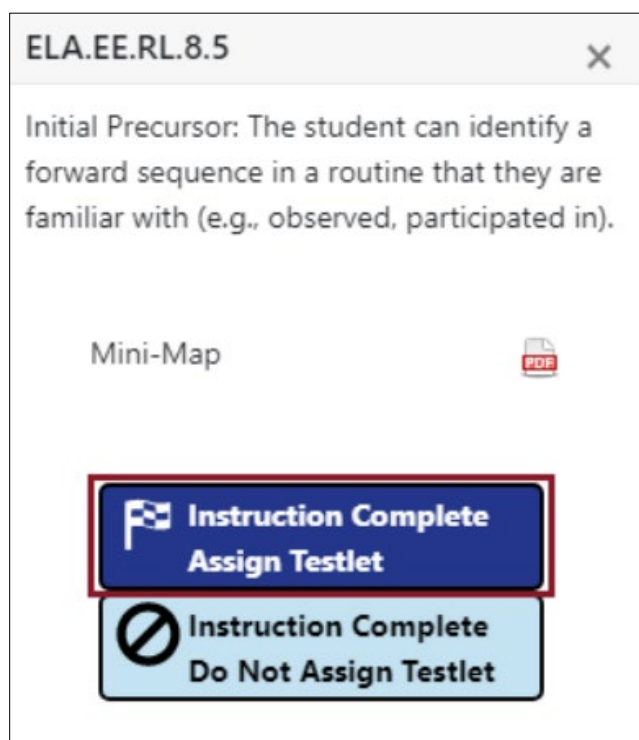 ELA.EE.RL.8.5
Initial Precursor: The student can identify a
forward sequence in a routine that they are
familiar with (e.g., observed, participated in).
Mini-Map
PDF
Instruction Complete
Assign Testlet
Instruction Complete
Do Not Assign Testlet